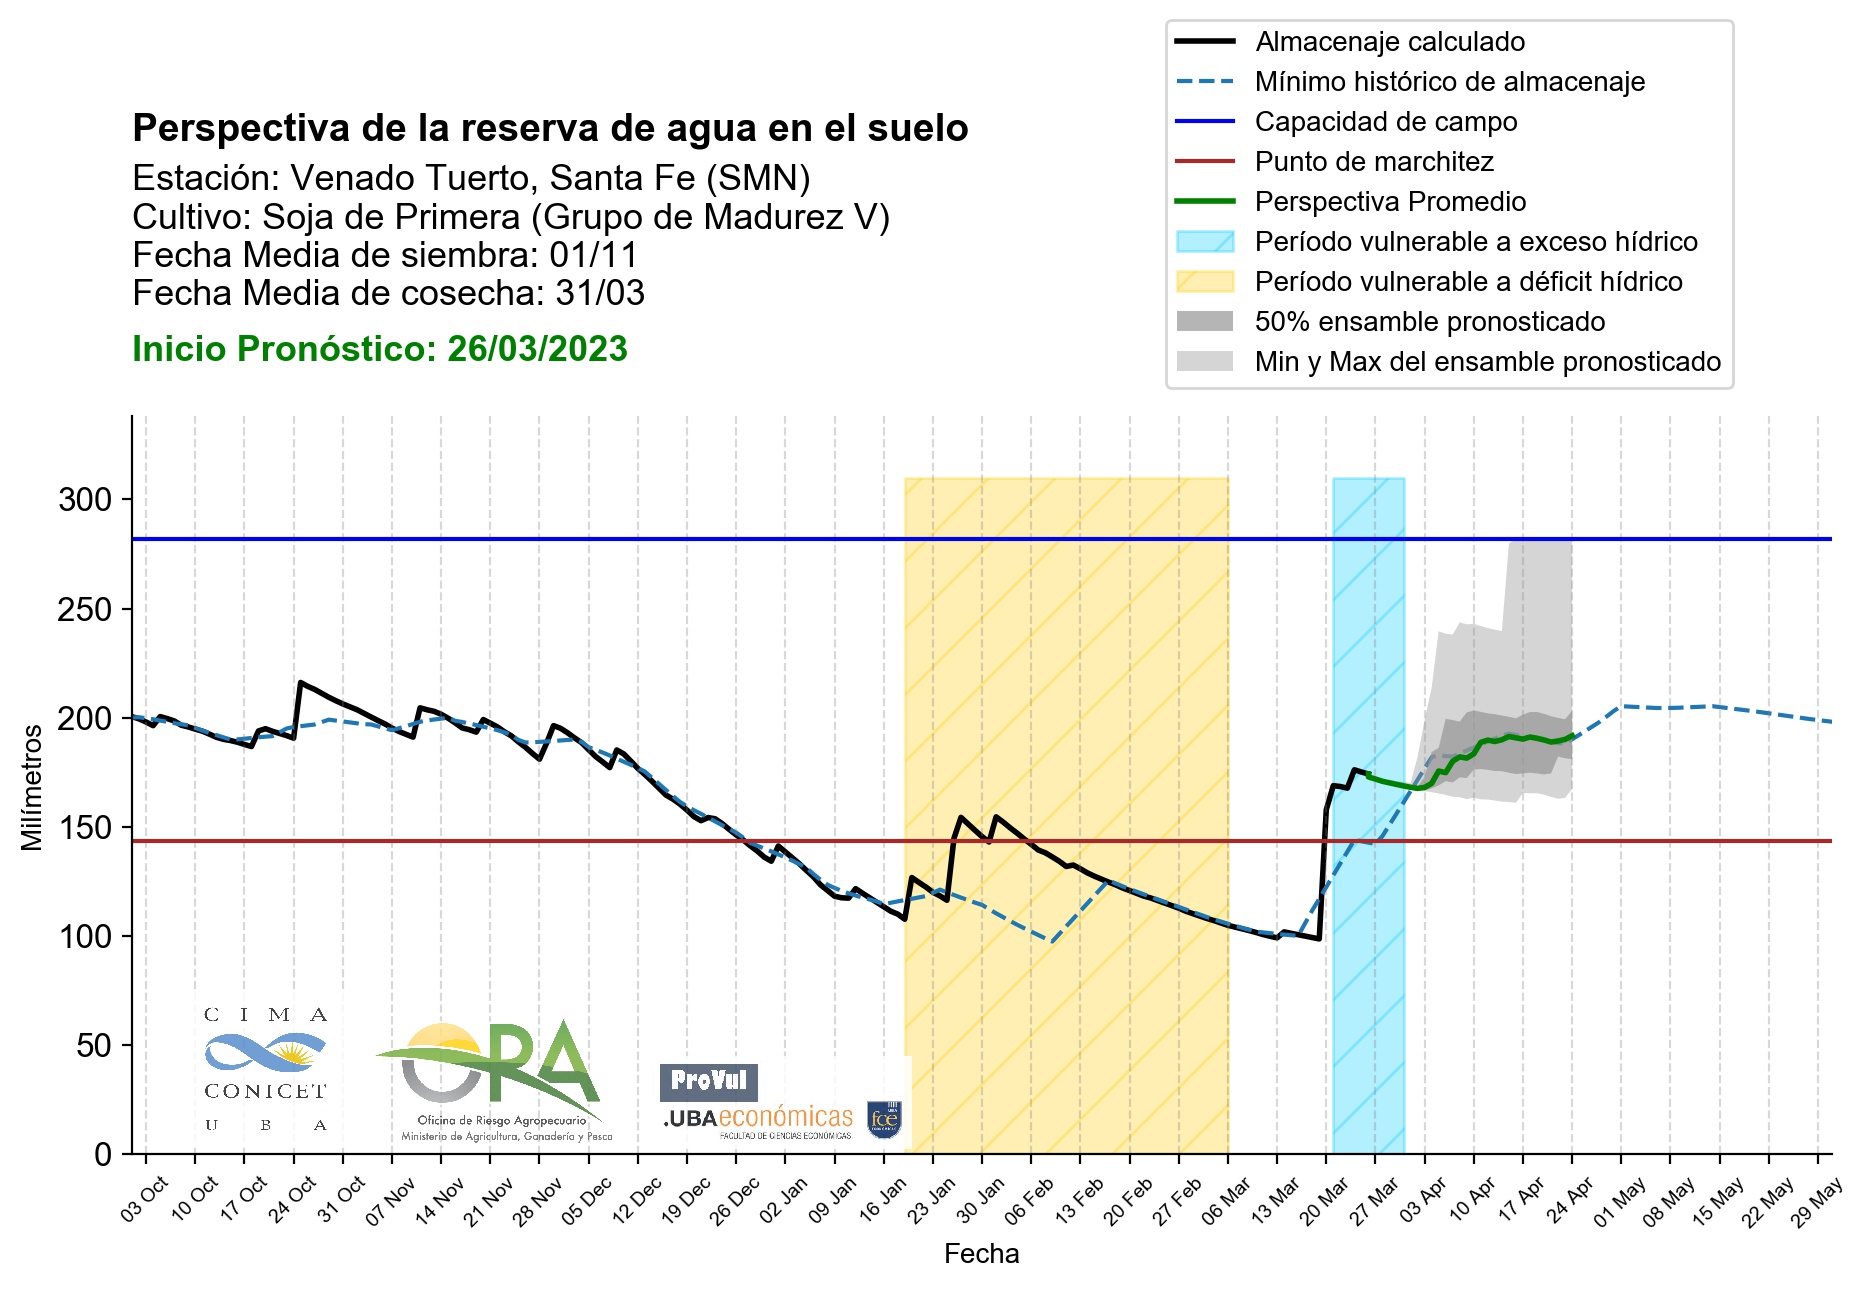 Almacenaje calculado
Mínimo histórico de almacenaje
Capacidad de campo
Punto de marchitez
Perspectiva Promedio
Período vulnerable a exceso hídrico
Período vulnerable a déficit hídrico
50% ensamble pronosticado
Min y Max del ensamble pronosticado
Perspectiva de la reserva de agua en el suelo
Estación: Venado Tuerto, Santa Fe (SMN)
Cultivo: Soja de Primera (Grupo de Madurez V)
Fecha Media de siembra: 01/11
Fecha Media de cosecha: 31/03
Inicio Pronóstico: 26/03/2023
Milímetros
300
250
200
150
100
50
0
CIMA
CONICET
UBA
ORA
Oficina de Riesgo Agropecuario
Ministerio de Agricultura, Ganadería y Pesca
ProVul
.UBAeconómicas
FACULTAD DE CIENCIAS ECONÓMICAS
UBA
fce
ECONÓMICAS
03 Oct
10 Oct
17 Oct
24 Oct
31 Oct
07 Nov
14 Nov
21 Nov
28 Nov
05 Dec
12 Dec
19 Dec
26 Dec
02 Jan
09 Jan
16 Jan
23 Jan
30 Jan
06 Feb
13 Feb
20 Feb
27 Feb
06 Mar
13 Mar
20 Mar
27 Mar
03 Apr
10 Apr
17 Apr
24 Apr
01 May
08 May
15 May
22 May
29 May
Fecha